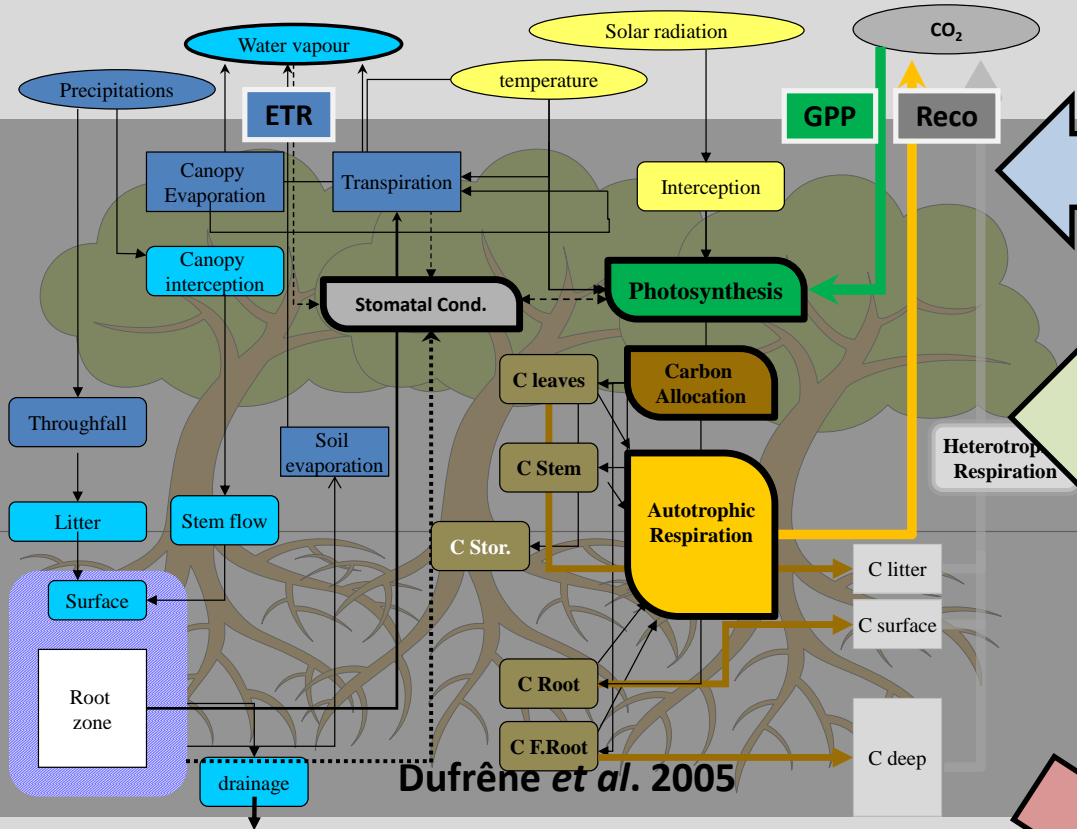 Solar radiation
CO₂
Water vapour
temperature
Precipitations
ETR
GPP
Reco
Canopy
Evaporation
Transpiration
Interception
Canopy
interception
Stomatal Cond.
Photosynthesis
C leaves
Carbon
Allocation
Throughfall
Soil
evaporation
C Stem
Respiration
Autotrophic
Respiration
Litter
Stem flow
C Stor.
C litter
Surface
C surface
Root
zone
C Root
C F.Root
C deep
drainage
Dufrêne et al. 2005